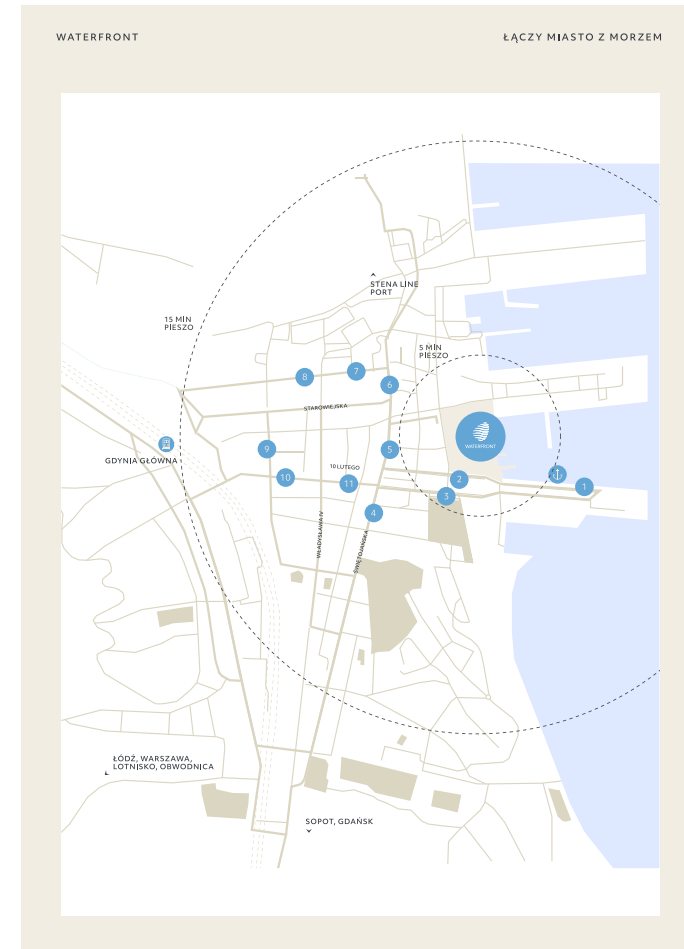 WATERFRONT
ŁĄCZY MIASTO Z MORZEM
STENA LINE
PORT
15 MIN
PIESZO
5 MIN
PIESZO
7
8
6
STAROWIEJSKA
WATERFRONT
9
5
GDYNIA GŁÓWNA
10 LUTEGO
10
11
2
1
3
4
WŁADYSŁAWA IV
ŚWIĘTOJAŃSKA
ŁÓDŹ, WARSZAWA,
LOTNISKO, OBWODNICA
SOPOT, GDAŃSK